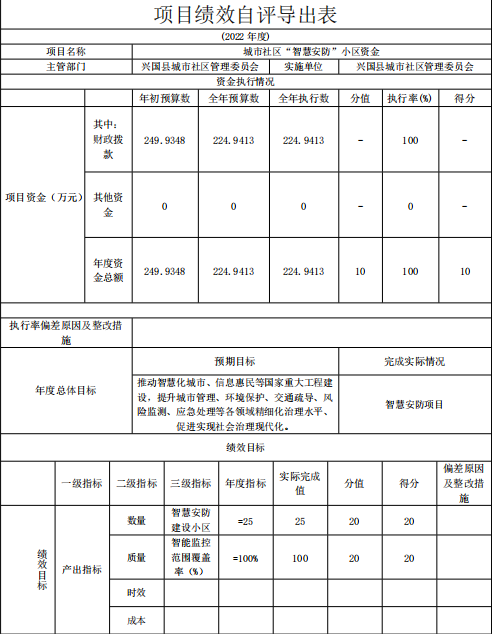 项目绩效自评导出表
(2022 年度)
项目名称 城市社区“智慧安防”小区资金
主管部门 兴国县城市社区管理委员会 实施单位 兴国县城市社区管理委员会
资金执行情况
年初预算数 全年预算数 全年执行数 分值 执行率(%) 得分
项目资金（万元）
其中：
财政拨
款
249.9348 224.9413 224.9413 － 100 －
其他资
金
0 0 0 － 0 －
年度资
金总额
249.9348 224.9413 224.9413 10 100 10
执行率偏差原因及整改措
施
年度总体目标
预期目标 完成实际情况
推动智慧化城市、信息惠民等国家重大工程建
设，提升城市管理、环境保护、交通疏导、风
险监测、应急处理等各领域精细化治理水平、
促进实现社会治理现代化。
智慧安防项目
绩效目标
一级指标 二级指标 三级指标 年度指标 实际完成
值 分值 得分 偏差原因
及整改措
施
绩效目标
产出指标
数量 智慧安防
建设小区 =25 25 20 20
质量 智能监控
范围覆盖
率（%） =100% 100 20 20
时效
成本